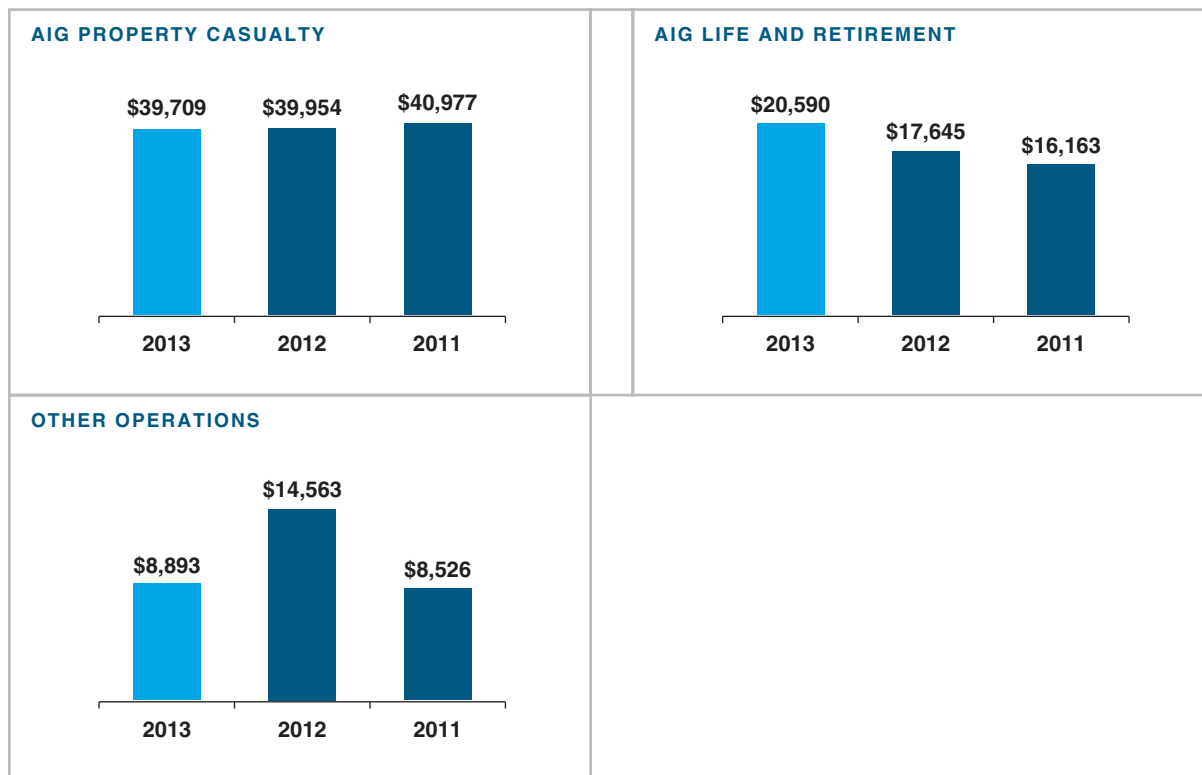 AIG PROPERTY CASUALTY
$39,709 $39,954 $40,977
2013 2012 2011
AIG LIFE AND RETIREMENT
$20,590 $17,645 $16,163
2013 2012 2011
OTHER OPERATIONS
$8,893 $14,563 $8,526
2013 2012 2011